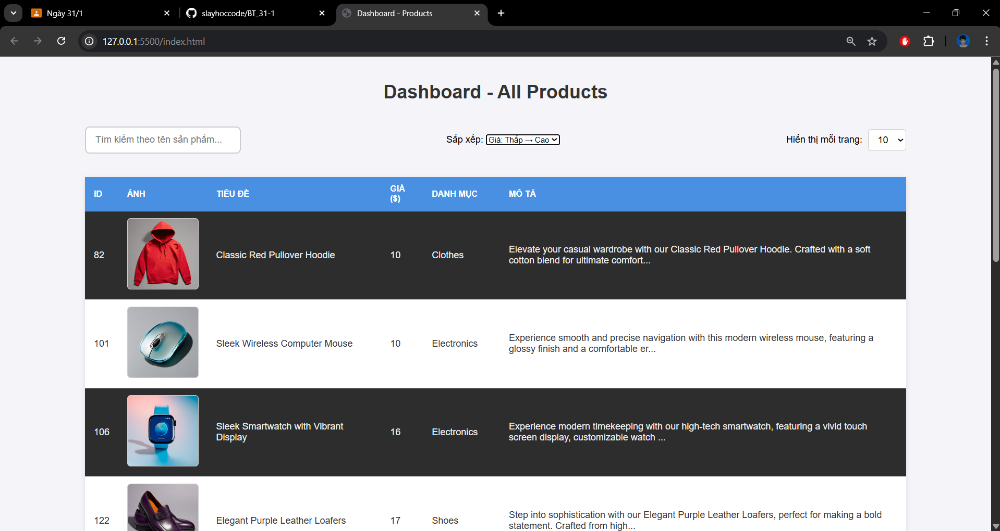 Ngày 31/1
slayhoccode/BT_31-1
Dashboard - Products
127.0.0.1:5500/index.html
Dashboard - All Products
Tìm kiếm theo tên sản phẩm...
Sắp xếp: Giá: Thấp → Cao
Hiển thị mỗi trang: 10
ID ẢNH TIÊU ĐỀ GIÁ ($) DANH MỤC MÔ TẢ
82 Classic Red Pullover Hoodie 10 Clothes Elevate your casual wardrobe with our Classic Red Pullover Hoodie. Crafted with a soft
cotton blend for ultimate comfort...
101 Sleek Wireless Computer Mouse 10 Electronics Experience smooth and precise navigation with this modern wireless mouse, featuring a
glossy finish and a comfortable er...
106 Sleek Smartwatch with Vibrant
Display 16 Electronics Experience modern timekeeping with our high-tech smartwatch, featuring a vivid touch
screen display, customizable watch ...
122 Elegant Purple Leather Loafers 17 Shoes Step into sophistication with our Elegant Purple Leather Loafers, perfect for making a bold
statement. Crafted from high...